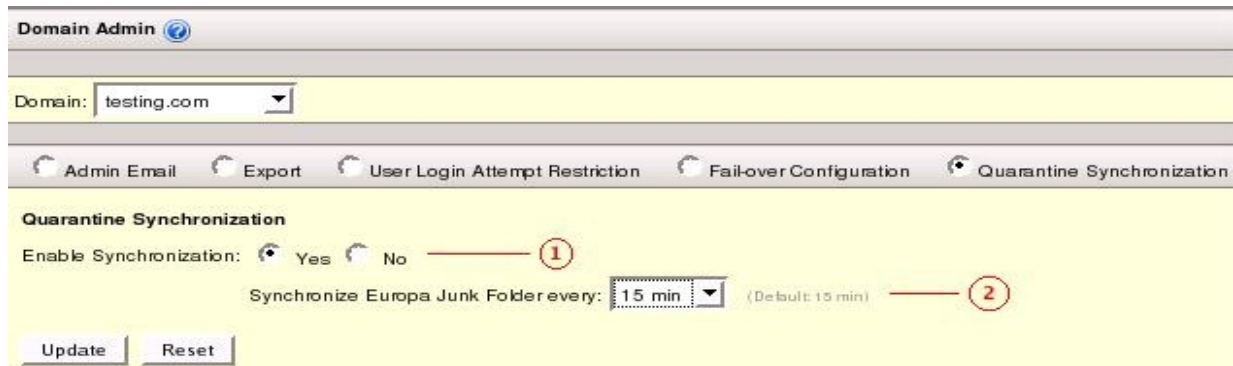 Domain Admin ?
Domain: testing.com
Admin Email Export User Login Attempt Restriction Fail-over Configuration Quarantine Synchronization
Quarantine Synchronization
Enable Synchronization: Yes No 1
Synchronize Europa Junk Folder every: 15 min (Default: 15 min) 2
Update Reset